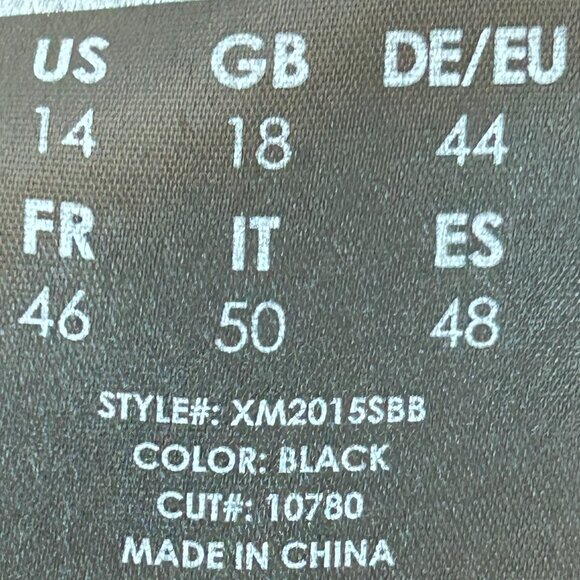 US GB DE/EU
14 18 44
FR IT ES
46 50 48
STYLE#: XM2015SBB
COLOR: BLACK
CUT#: 10780
MADE IN CHINA